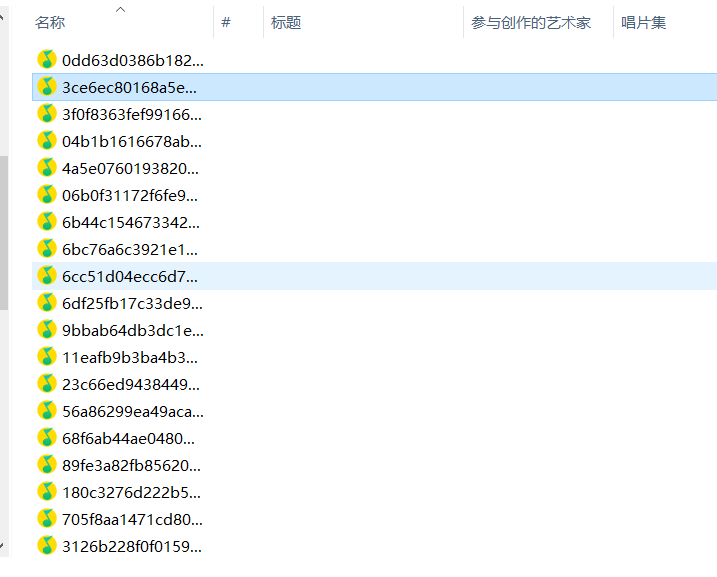 名称 # 标题 参与创作的艺术家 唱片集
0dd63d0386b182...
3ce6ec80168a5e...
3f0f8363fef99166...
04b1b1616678ab...
4a5e0760193820...
06b0f31172f6fe9...
6b44c154673342...
6bc76a6c3921e1...
6cc51d04ecc6d7...
6df25fb17c33de9...
9bbab64db3dc1e...
11eafb9b3ba4b3...
23c66ed9438449...
56a86299ea49aca...
68f6ab44ae0480...
89fe3a82fb85620...
180c3276d222b5...
705f8aa1471cd80...
3126b228f0f0159...